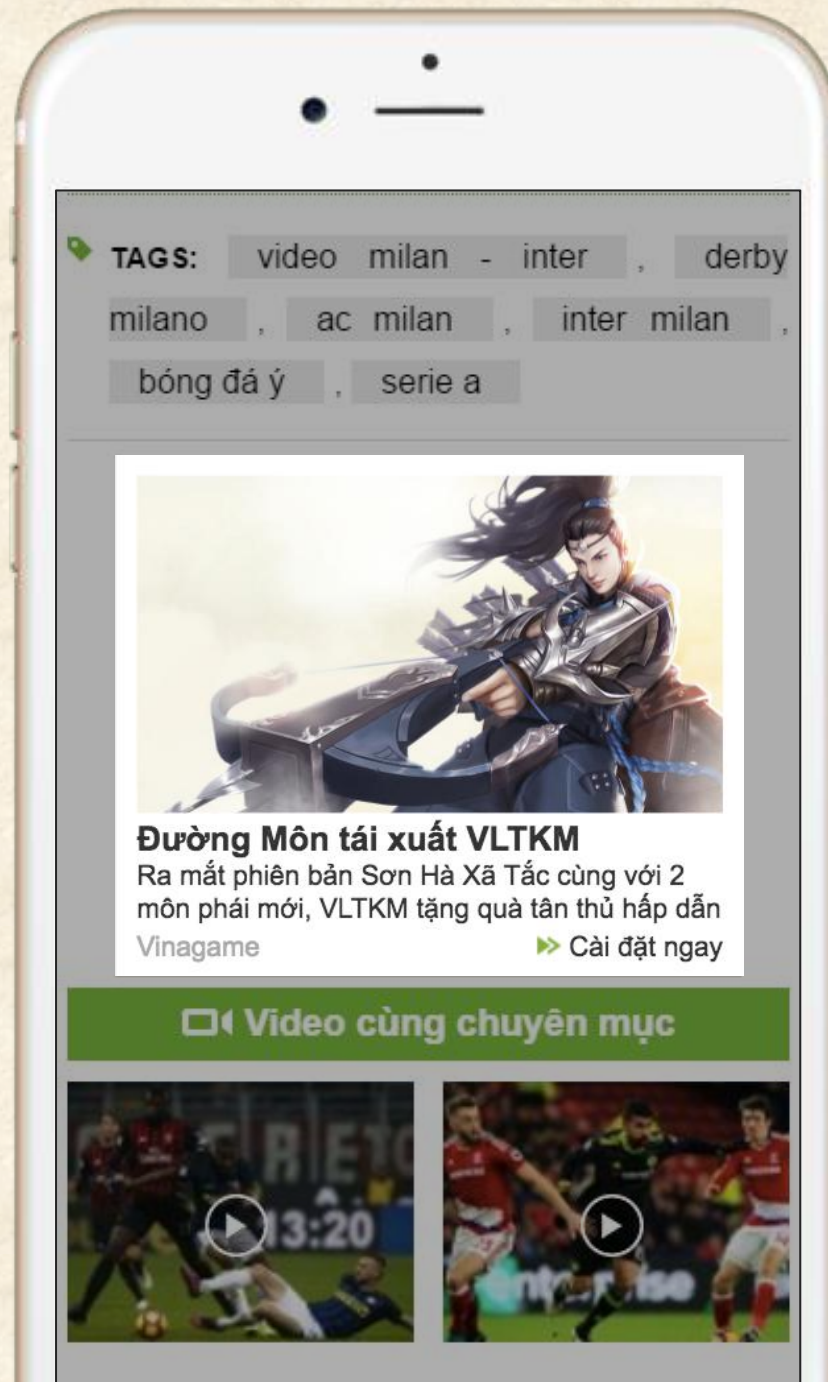 TAGS: video milan - inter , derby
milano , ac milan , inter milan ,
bóng đá ý , serie a
Đường Môn tái xuất VLTKM
Ra mắt phiên bản Sơn Hà Xã Tắc cùng với 2
môn phái mới, VLTKM tặng quà tân thủ hấp dẫn
Vinagame Cài đặt ngay
Video cùng chuyên mục
13:20